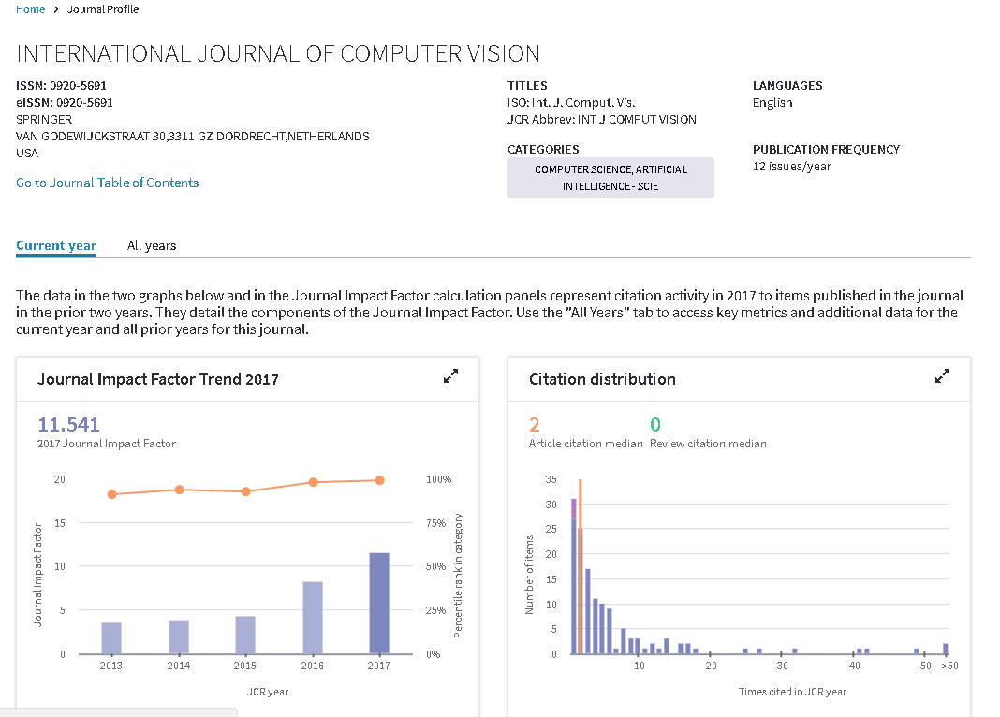 Home > Journal Profile
INTERNATIONAL JOURNAL OF COMPUTER VISION
ISSN: 0920-5691
eISSN: 0920-5691
SPRINGER
VAN GODEWIJCKSTRAAT 30,3311 GZ DORDRECHT,NETHERLANDS
USA
Go to Journal Table of Contents
TITLES
ISO: Int. J. Comput. Vis.
JCR Abbrev: INT J COMPUT VISION
CATEGORIES
COMPUTER SCIENCE, ARTIFICIAL
INTELLIGENCE - SCIE
LANGUAGES
English
PUBLICATION FREQUENCY
12 issues/year
Current year
All years
The data in the two graphs below and in the Journal Impact Factor calculation panels represent citation activity in 2017 to items published in the journal
in the prior two years. They detail the components of the Journal Impact Factor. Use the "All Years" tab to access key metrics and additional data for the
current year and all prior years for this journal.
Journal Impact Factor Trend 2017
11.541
2017 Journal Impact Factor
20
15
10
5
0
Journal Impact Factor
100%
75%
50%
25%
0%
Percentile rank in category
2013 2014 2015 2016 2017
JCR year
Citation distribution
2
Article citation median
0
Review citation median
35
30
25
20
15
10
5
0
Number of items
10 20 30 40 50 >50
Times cited in JCR year